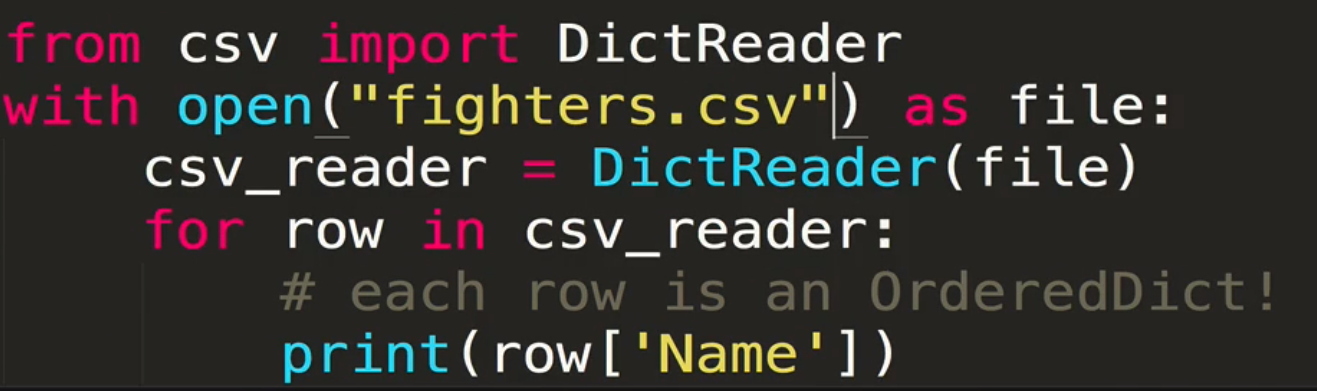 from csv import DictReader
with open("fighters.csv") as file:
    csv_reader = DictReader(file)
    for row in csv_reader:
        # each row is an OrderedDict!
        print(row['Name'])